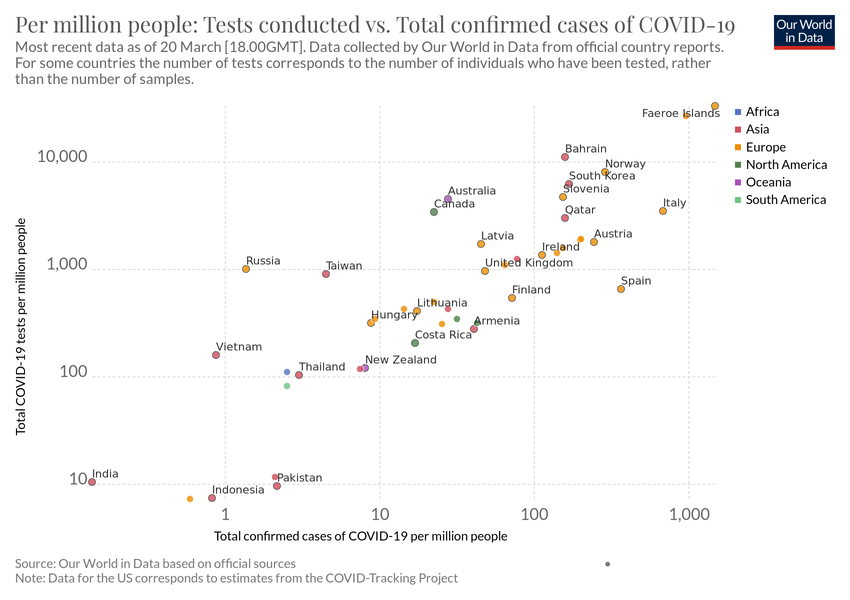 Per million people: Tests conducted vs. Total confirmed cases of COVID-19
Our World
in Data
Most recent data as of 20 March [18.00GMT]. Data collected by Our World in Data from official country reports.
For some countries the number of tests corresponds to the number of individuals who have been tested, rather
than the number of samples.
Total COVID-19 tests per million people
10,000
1,000
100
10
Faeroe Islands
Bahrain
Norway
South Korea
Slovenia
Australia
Canada
Qatar
Italy
Latvia
Ireland
Austria
Russia
Taiwan
United Kingdom
Spain
Finland
Lithuania
Hungary
Armenia
Costa Rica
Vietnam
New Zealand
Thailand
India
Pakistan
Indonesia
Africa
Asia
Europe
North America
Oceania
South America
1
10
100
1,000
Total confirmed cases of COVID-19 per million people
Source: Our World in Data based on official sources
Note: Data for the US corresponds to estimates from the COVID-Tracking Project